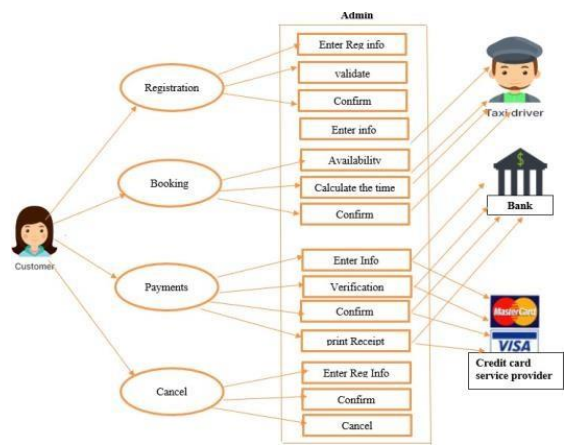 Admin
Enter Reg info
Registration
validate
Confirm
Taxi driver
Enter info
Availability
Booking
Calculate the time
Confirm
$
Bank
Customer
Enter Info
Payments
Verification
Confirm
print Receipt
MasterCard
VISA
Credit card
service provider
Enter Reg Info
Cancel
Confirm
Cancel